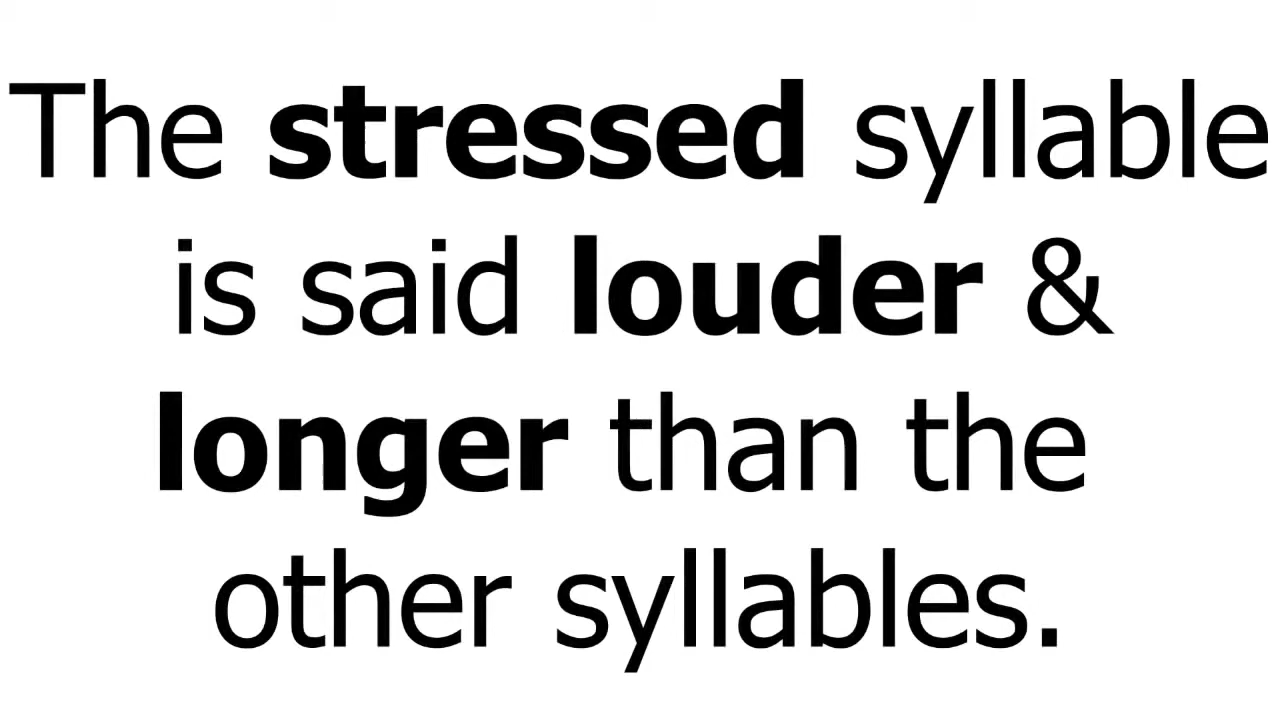 The stressed syllable
is said louder &
longer than the
other syllables.